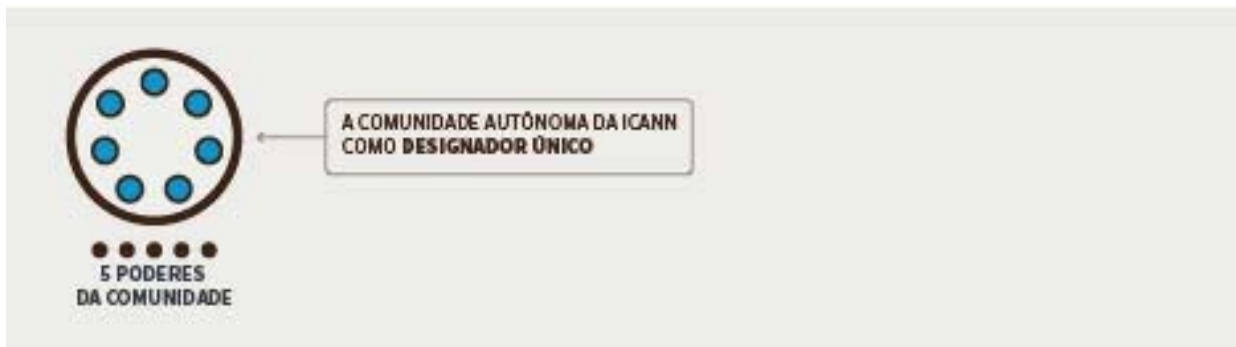 A COMUNIDADE AUTÔNOMA DA ICANN
COMO DESIGNADOR ÚNICO
5 PODERES
DA COMUNIDADE